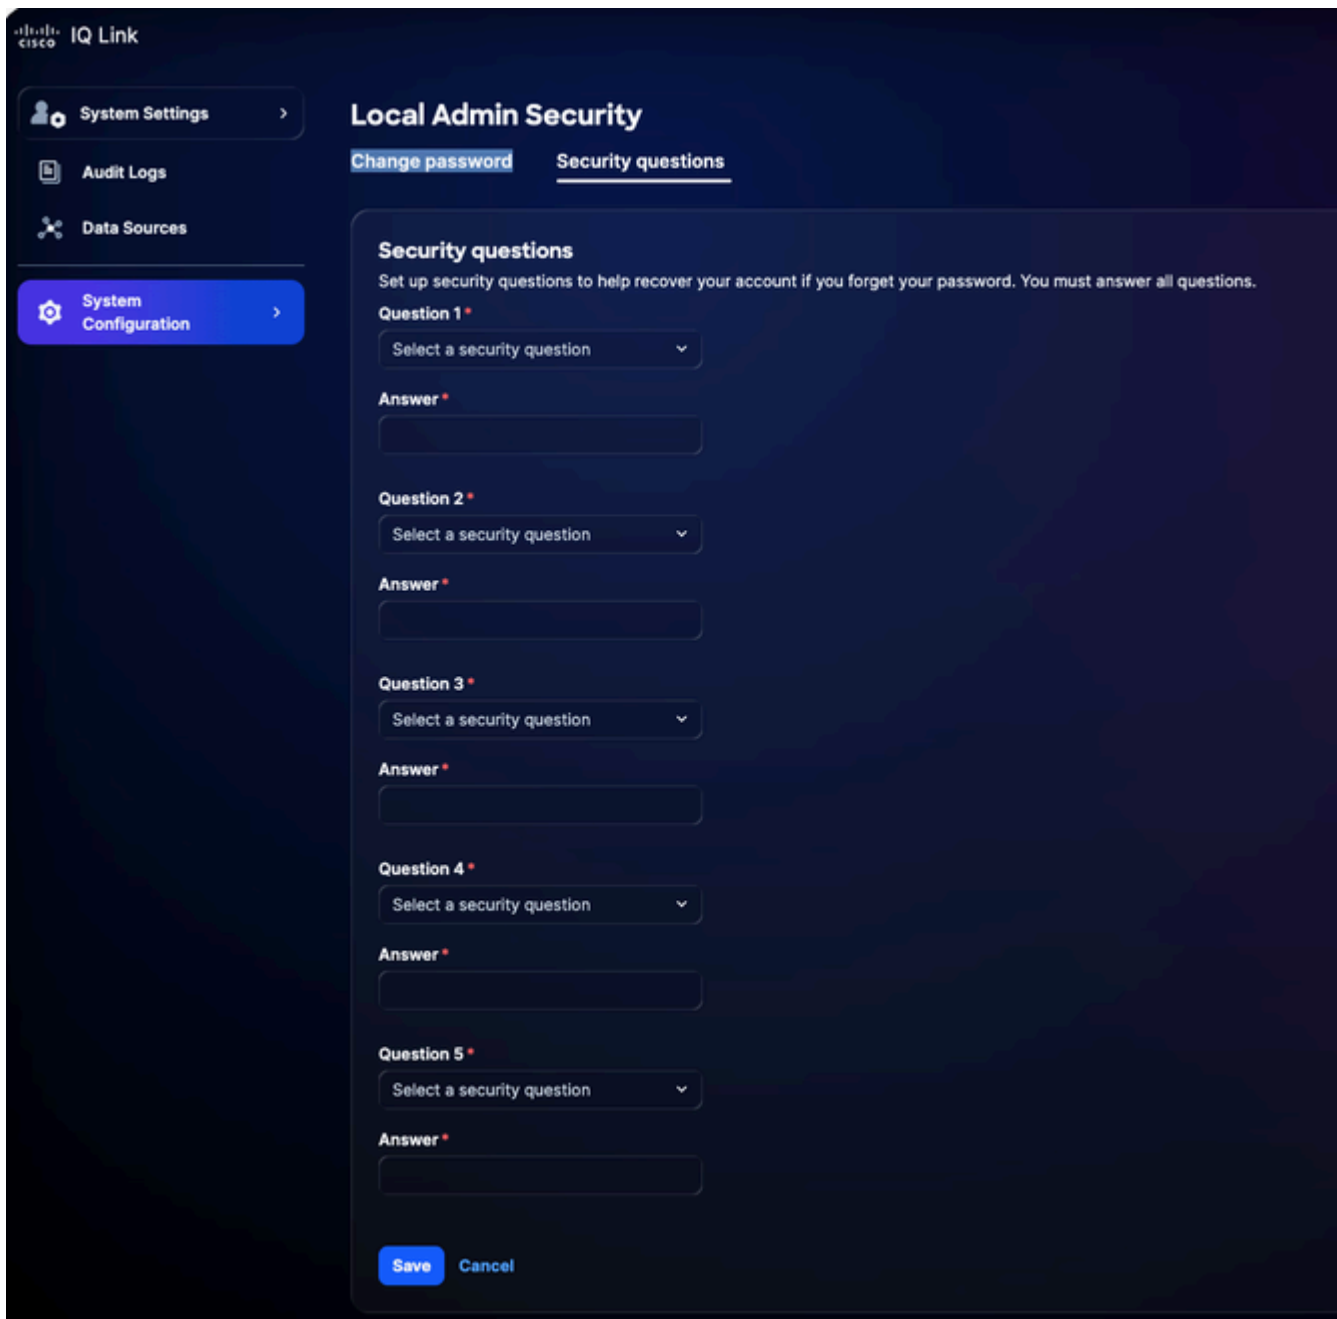 cisco IQ Link
System Settings
Audit Logs
Data Sources
System
Configuration
Local Admin Security
Change password Security questions
Security questions
Set up security questions to help recover your account if you forget your password. You must answer all questions.
Question 1*
Select a security question
Answer*
Question 2*
Select a security question
Answer*
Question 3*
Select a security question
Answer*
Question 4*
Select a security question
Answer*
Question 5*
Select a security question
Answer*
Save Cancel